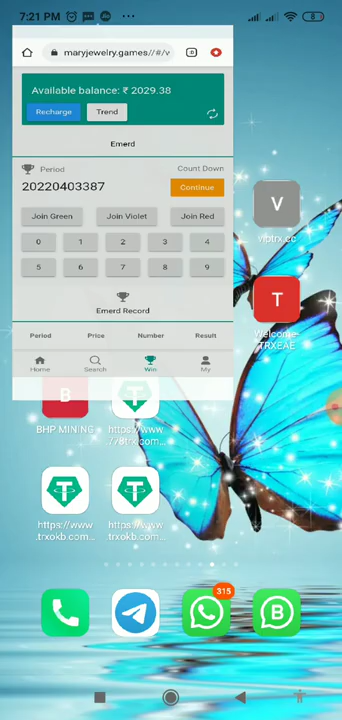 7:21 PM
8
maryjewelry.games//#/w
Available balance: ₹ 2029.38
Recharge
Trend
Emerd
Period
Count Down
20220403387
Continue
Join Green
Join Violet
Join Red
0 1 2 3 4
5 6 7 8 9
Emerd Record
Period Price Number Result
Home Search Win My
V
viptrx.cc
T
Welcome-
TRXEAE
B
BHP MINING
https://www.
778trx.com...
https://www
.trxokb.com...
https://www
.trxokb.com...
315
B